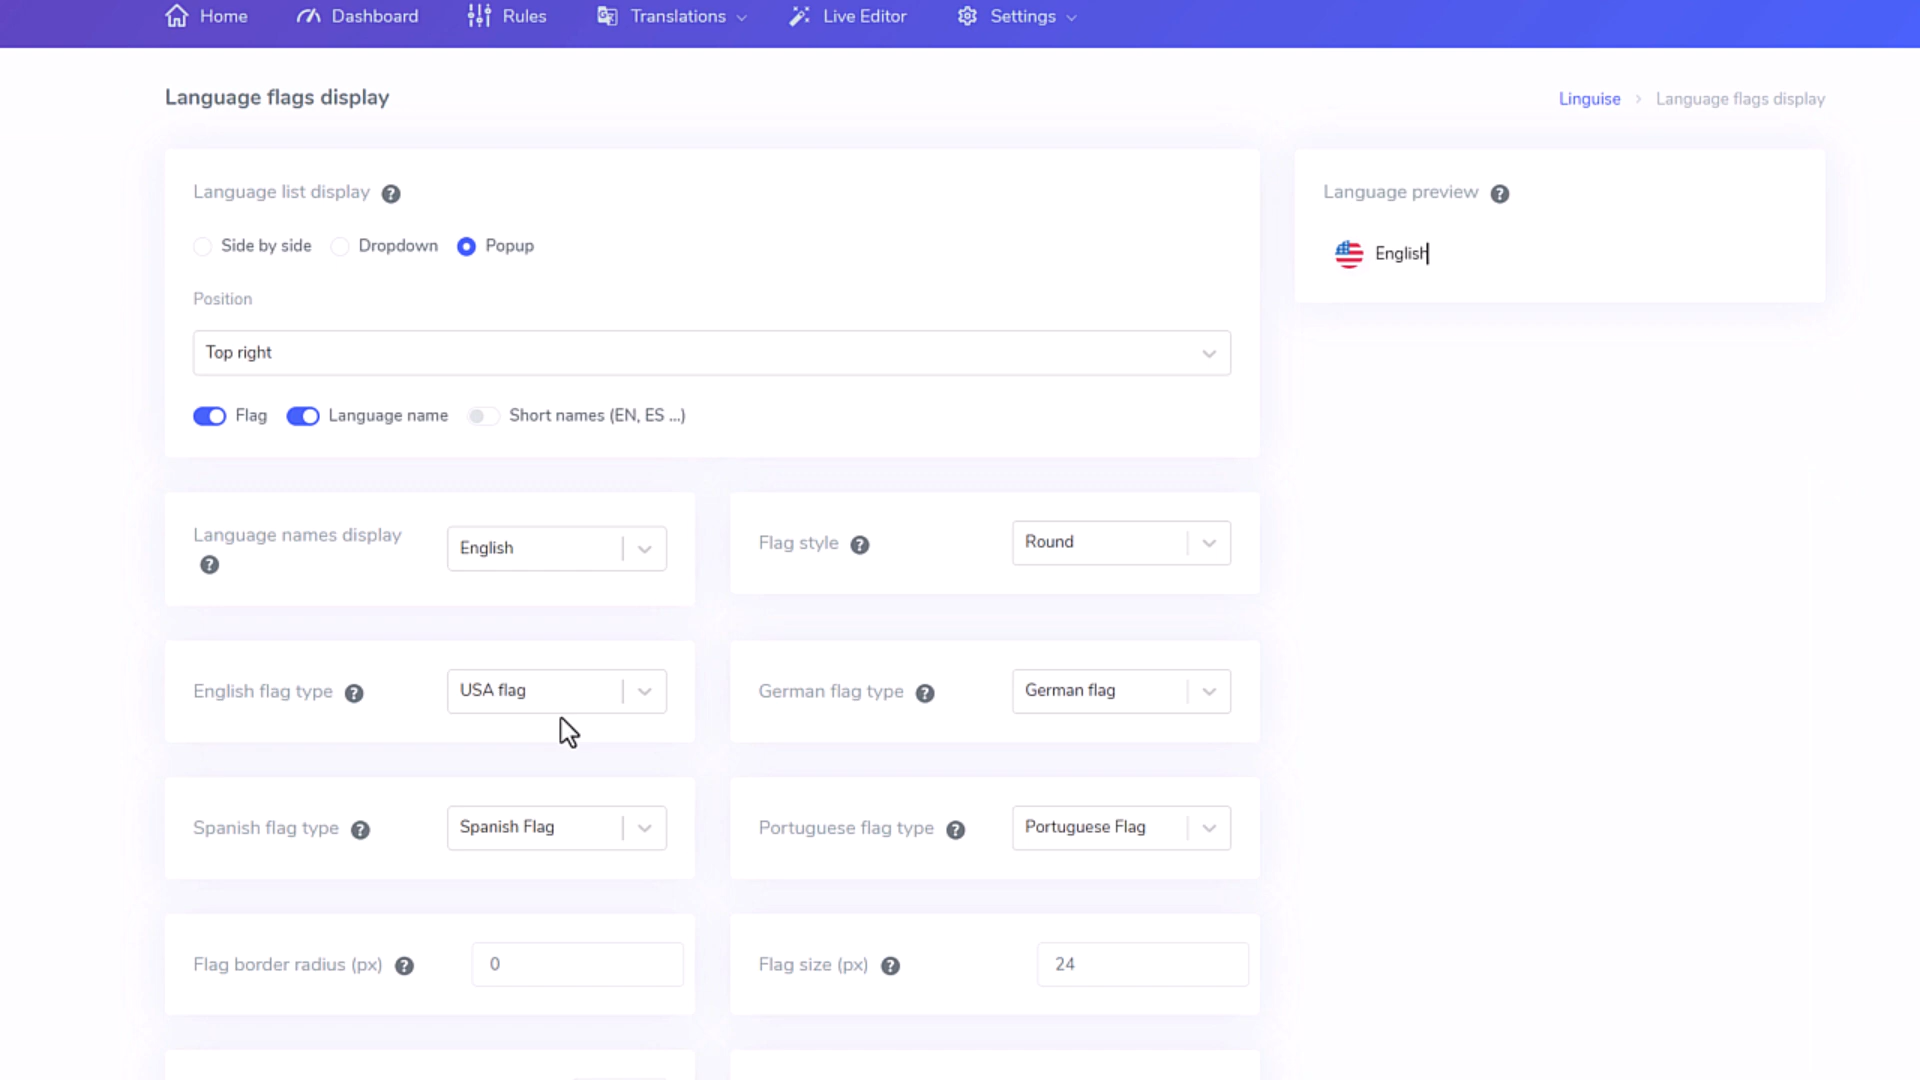 Home Dashboard Rules Translations Live Editor Settings
Language flags display
Linguise > Language flags display
Language list display ?
Side by side Dropdown Popup
Position
Top right
Flag Language name Short names (EN, ES ...)
Language preview ?
English
Language names display ?
English
Flag style ?
Round
English flag type ?
USA flag
German flag type ?
German flag
Spanish flag type ?
Spanish Flag
Portuguese flag type ?
Portuguese Flag
Flag border radius (px) ?
0
Flag size (px) ?
24